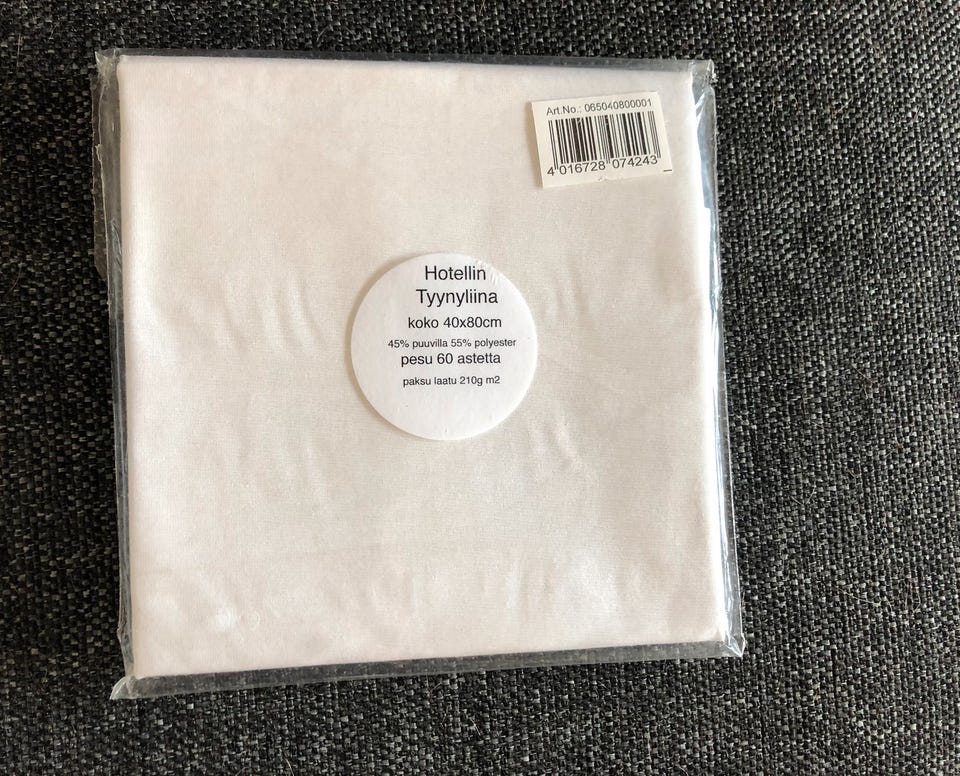 Art.No.: 065040800001
4 016728 074243
Hotellin
Tyynyliina
koko 40x80cm
45% puuvilla 55% polyester
pesu 60 astetta
paksu laatu 210g m2